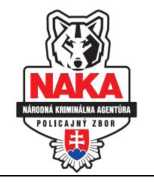 NAKA
NÁRODNÁ KRIMINÁLNA AGENTÚRA
POLICAJNÝ ZBOR